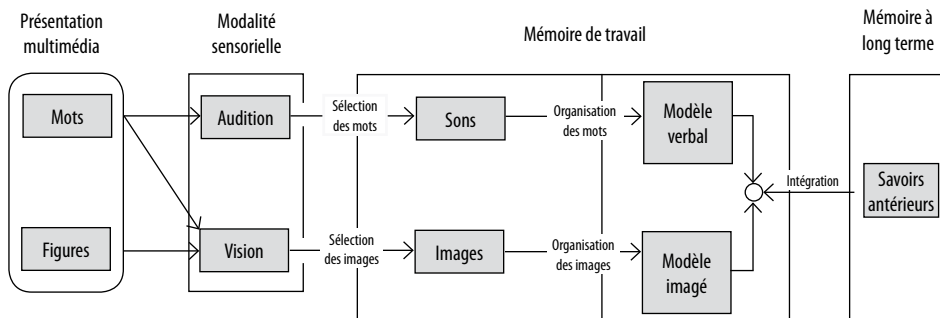 Présentation
multimédia
Modalité
sensorielle
Mémoire de travail
Mémoire à
long terme
Mots
Audition
Sélection
des mots
Sons
Organisation
des mots
Modèle
verbal
Intégration
Savoirs
antérieurs
Figures
Vision
Sélection
des images
Images
Organisation
des images
Modèle
imagé